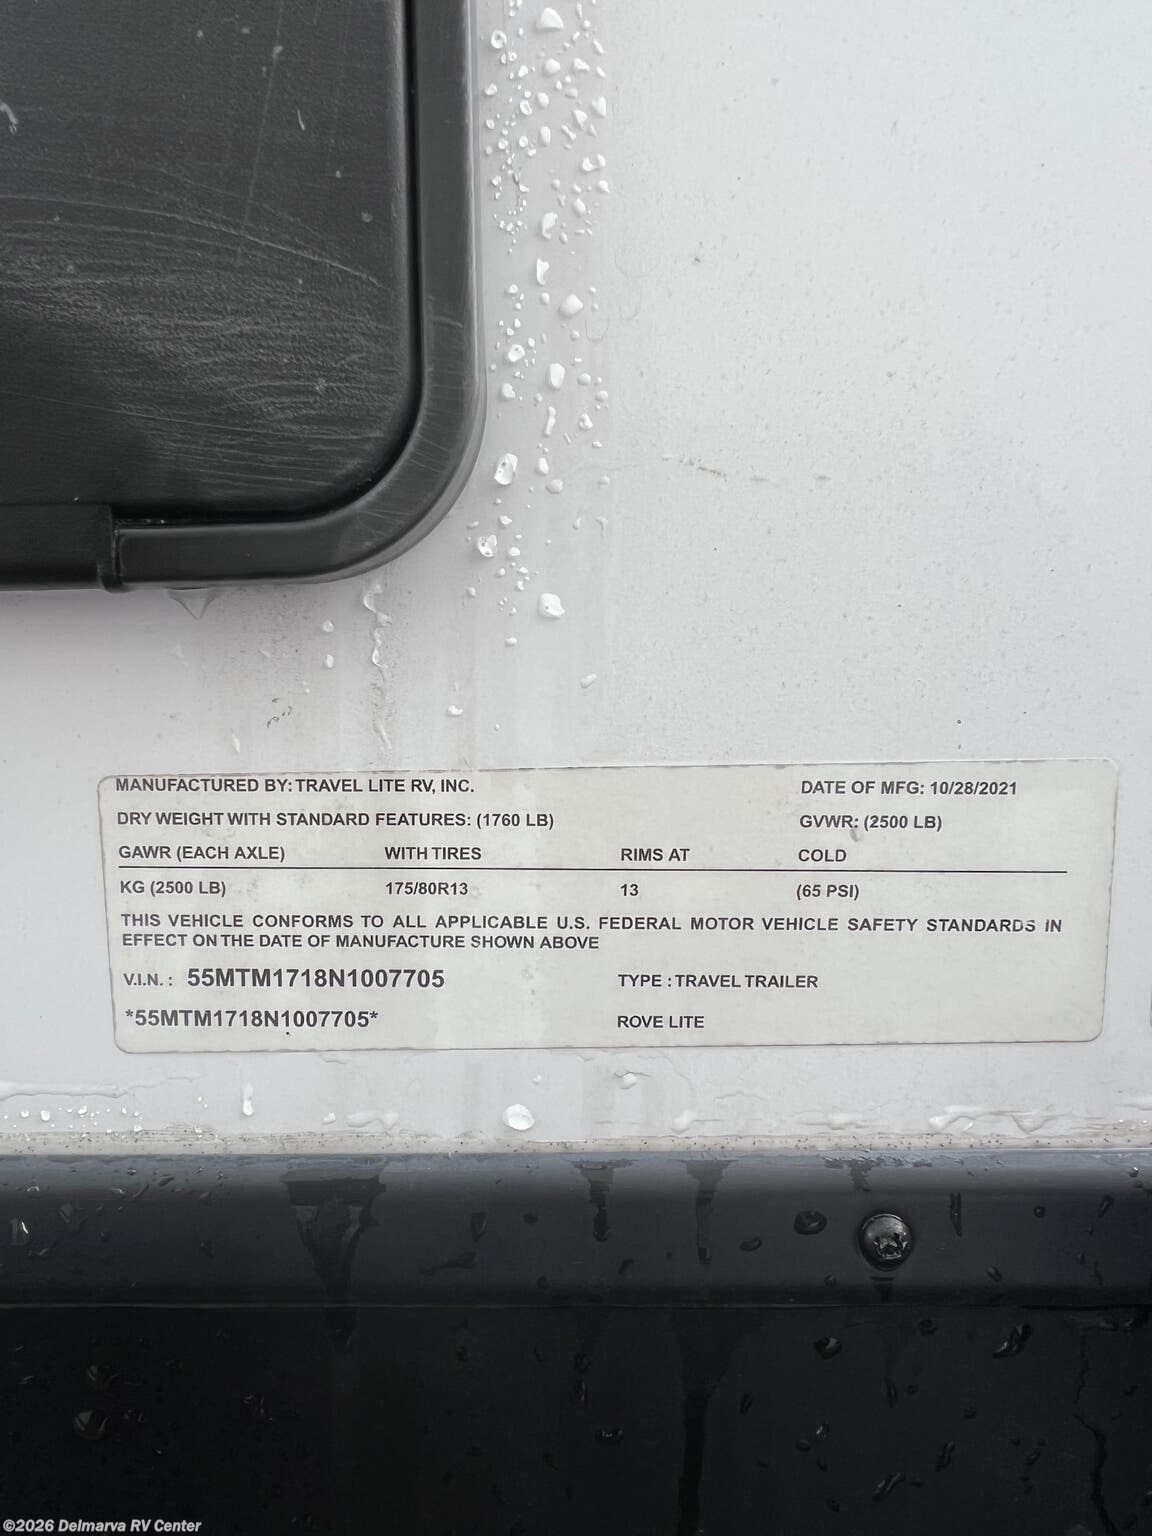 MANUFACTURED BY: TRAVEL LITE RV, INC. DATE OF MFG: 10/28/2021
DRY WEIGHT WITH STANDARD FEATURES: (1760 LB) GVWR: (2500 LB)
GAWR (EACH AXLE) WITH TIRES RIMS AT COLD
KG (2500 LB) 175/80R13 13 (65 PSI)
THIS VEHICLE CONFORMS TO ALL APPLICABLE U.S. FEDERAL MOTOR VEHICLE SAFETY STANDARDS IN
EFFECT ON THE DATE OF MANUFACTURE SHOWN ABOVE
V.I.N. : 55MTM1718N1007705 TYPE : TRAVEL TRAILER
*55MTM1718N1007705* ROVE LITE
©2026 Delmarva RV Center